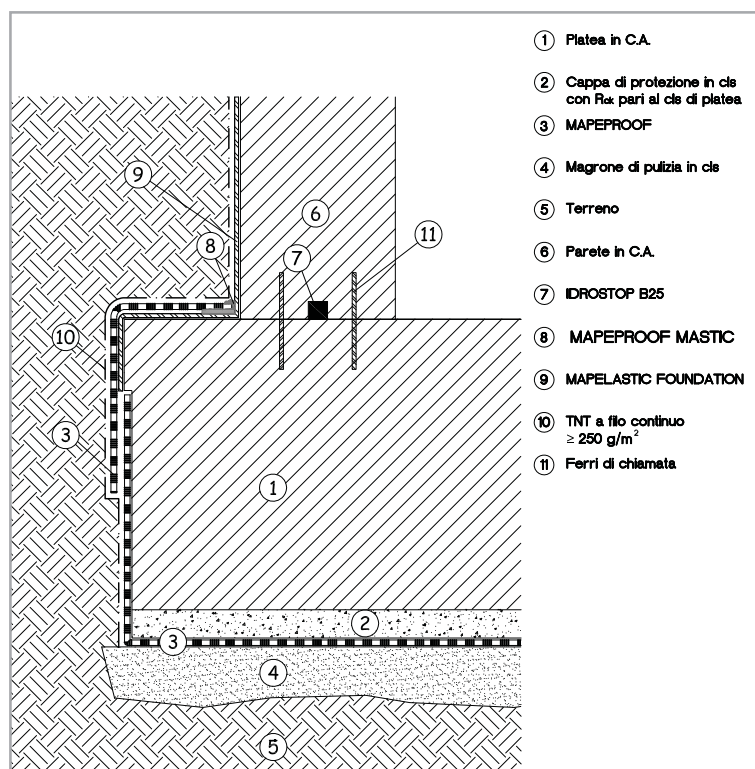 1 Platea in C.A.
2 Cappa di protezione in cls
con Rck pari al cls di platea
3 MAPEPROOF
4 Magrone di pulizia in cls
5 Terreno
6 Parete in C.A.
7 IDROSTOP B25
8 MAPEPROOF MASTIC
9 MAPELASTIC FOUNDATION
10 TNT a filo continuo
≥ 250 g/m²
11 Ferri di chiamata
9
6
8
7
11
10
3
1
2
3
4
5